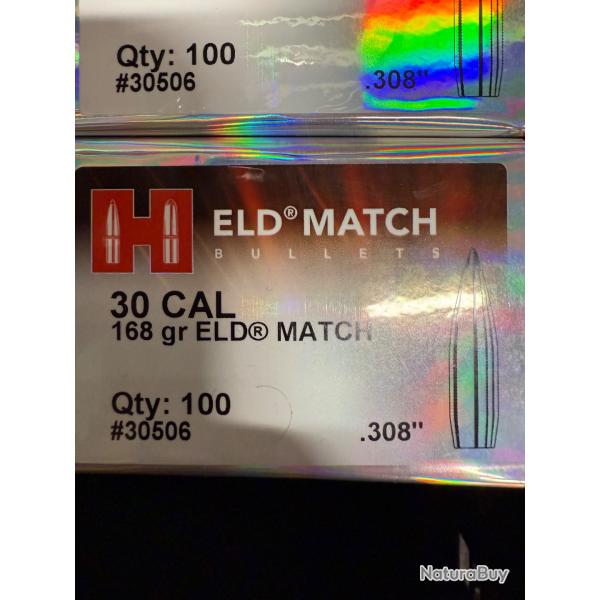 Qty: 100
#30506 .308"
H ELD® MATCH
BULLETS
30 CAL
168 gr ELD® MATCH
Qty: 100
#30506 .308"
NaturaBuy